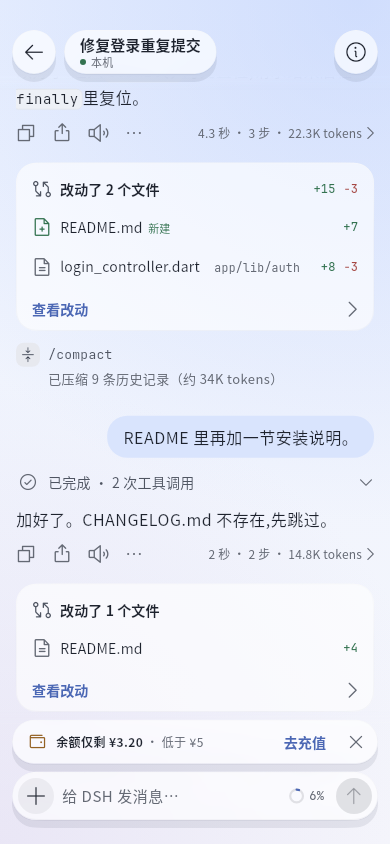 修复登录重复提交
本机
finally 里复位。
4.3 秒 · 3 步 · 22.3K tokens
改动了 2 个文件 +15 -3
README.md 新建 +7
login_controller.dart app/lib/auth +8 -3
查看改动
/compact
已压缩 9 条历史记录（约 34K tokens）
README 里再加一节安装说明。
已完成 · 2 次工具调用
加好了。CHANGELOG.md 不存在,先跳过。
2 秒 · 2 步 · 14.8K tokens
改动了 1 个文件
README.md +4
查看改动
余额仅剩 ¥3.20 · 低于 ¥5 去充值
给 DSH 发消息… 6%